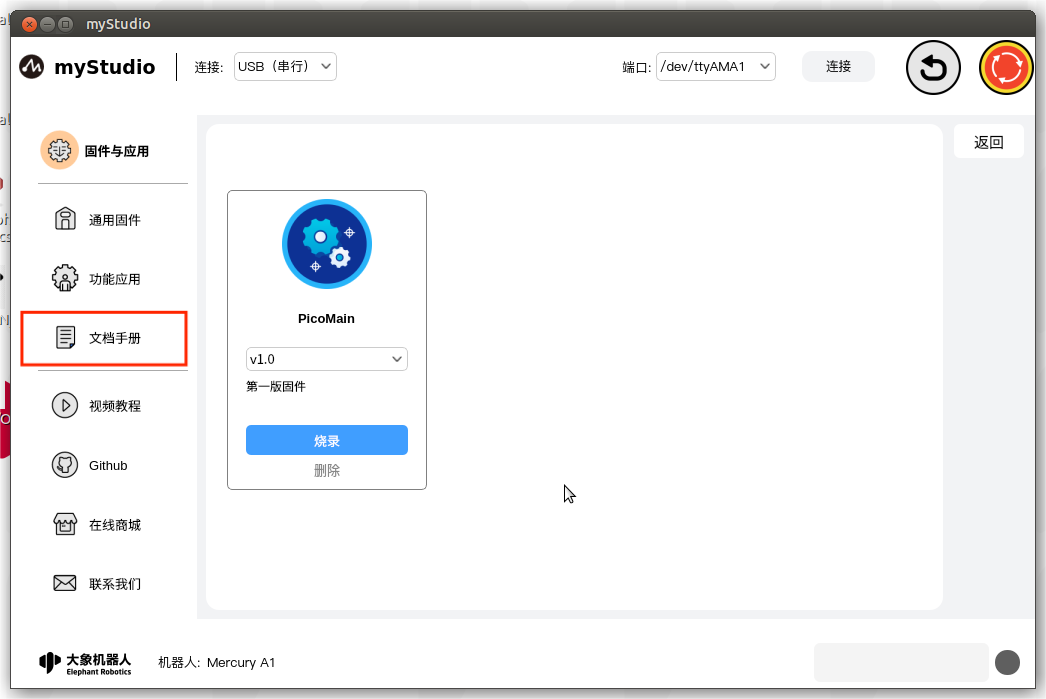 myStudio
myStudio
连接:
USB（串行）
端口:
/dev/ttyAMA1
连接
固件与应用
通用固件
功能应用
文档手册
视频教程
Github
在线商城
联系我们
返回
PicoMain
v1.0
第一版固件
烧录
删除
大象机器人
Elephant Robotics
机器人: Mercury A1